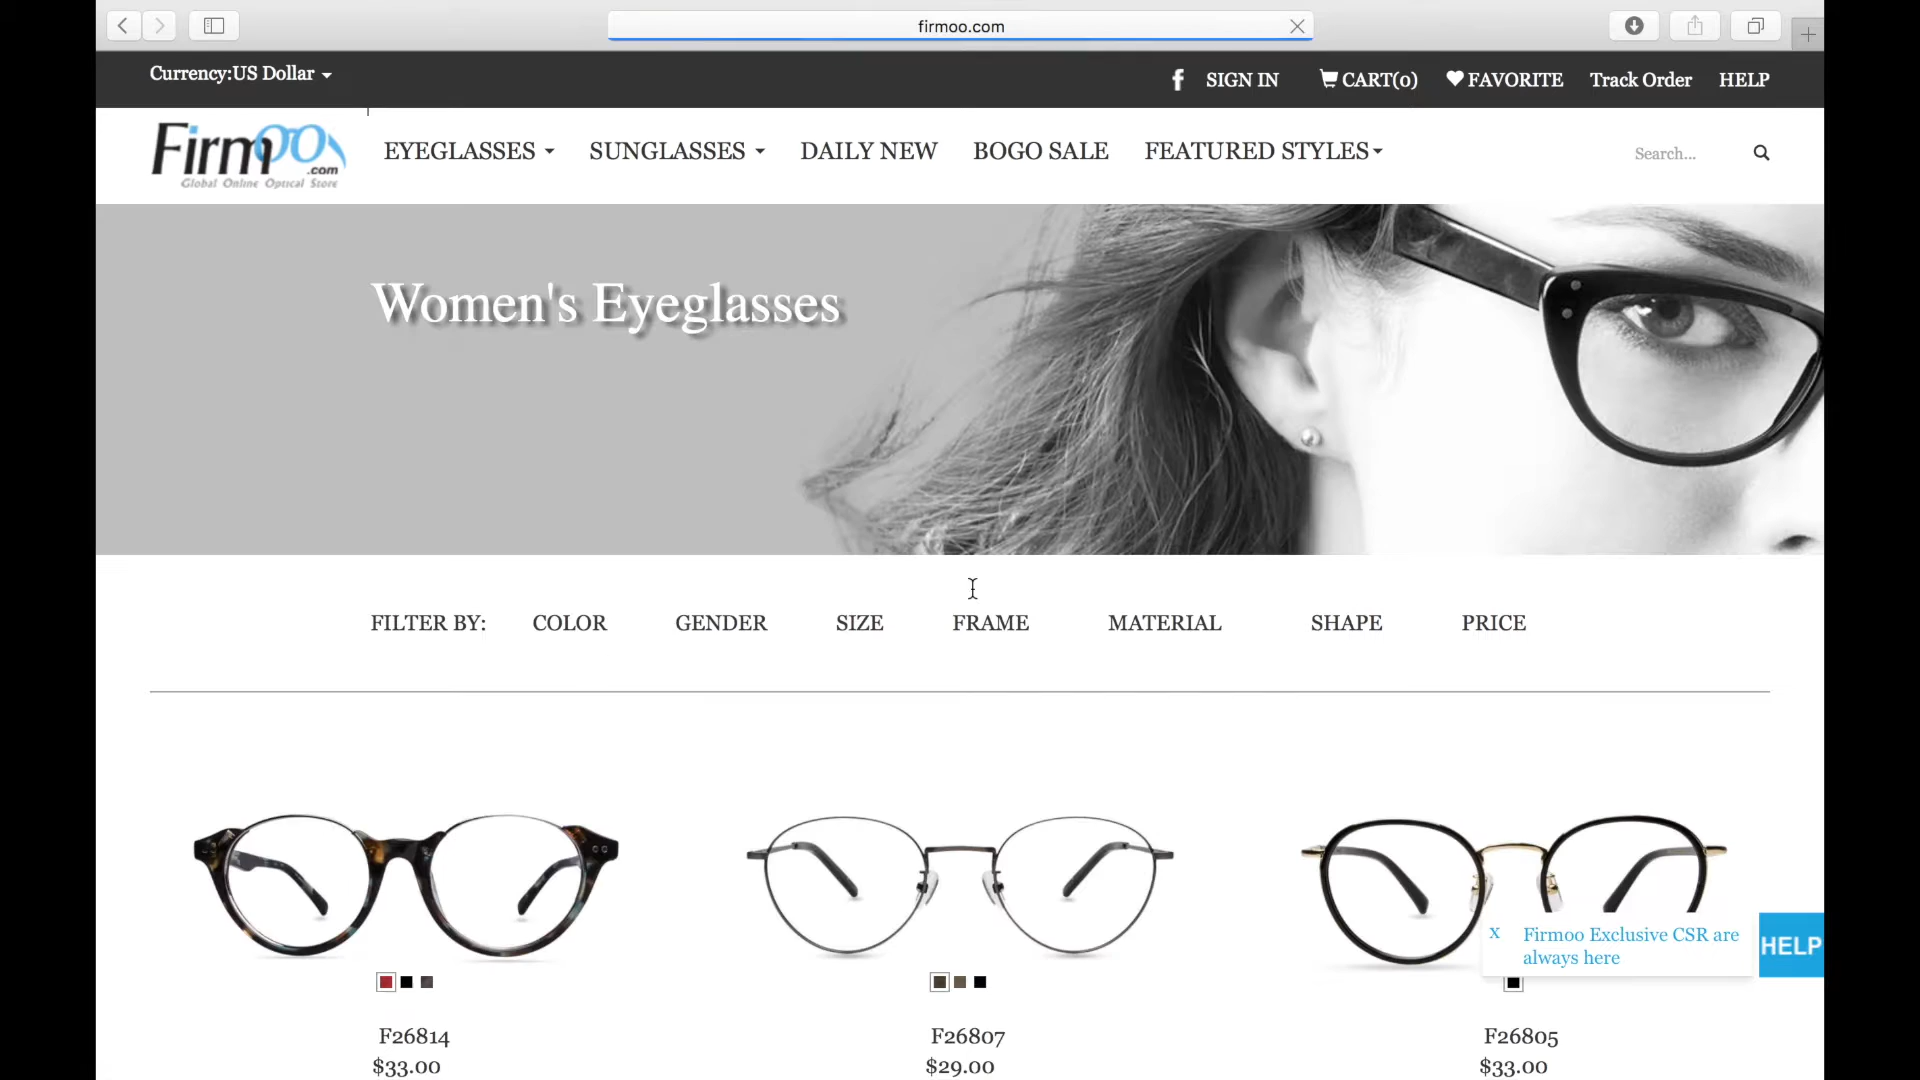 firmoo.com
Currency:US Dollar
SIGN IN
CART(0)
FAVORITE
Track Order
HELP
Firmoo
.com
Global Online Optical Store
EYEGLASSES
SUNGLASSES
DAILY NEW
BOGO SALE
FEATURED STYLES
Search...
Women's Eyeglasses
FILTER BY:
COLOR
GENDER
SIZE
FRAME
MATERIAL
SHAPE
PRICE
x
Firmoo Exclusive CSR are
always here
HELP
F26814
$33.00
F26807
$29.00
F26805
$33.00